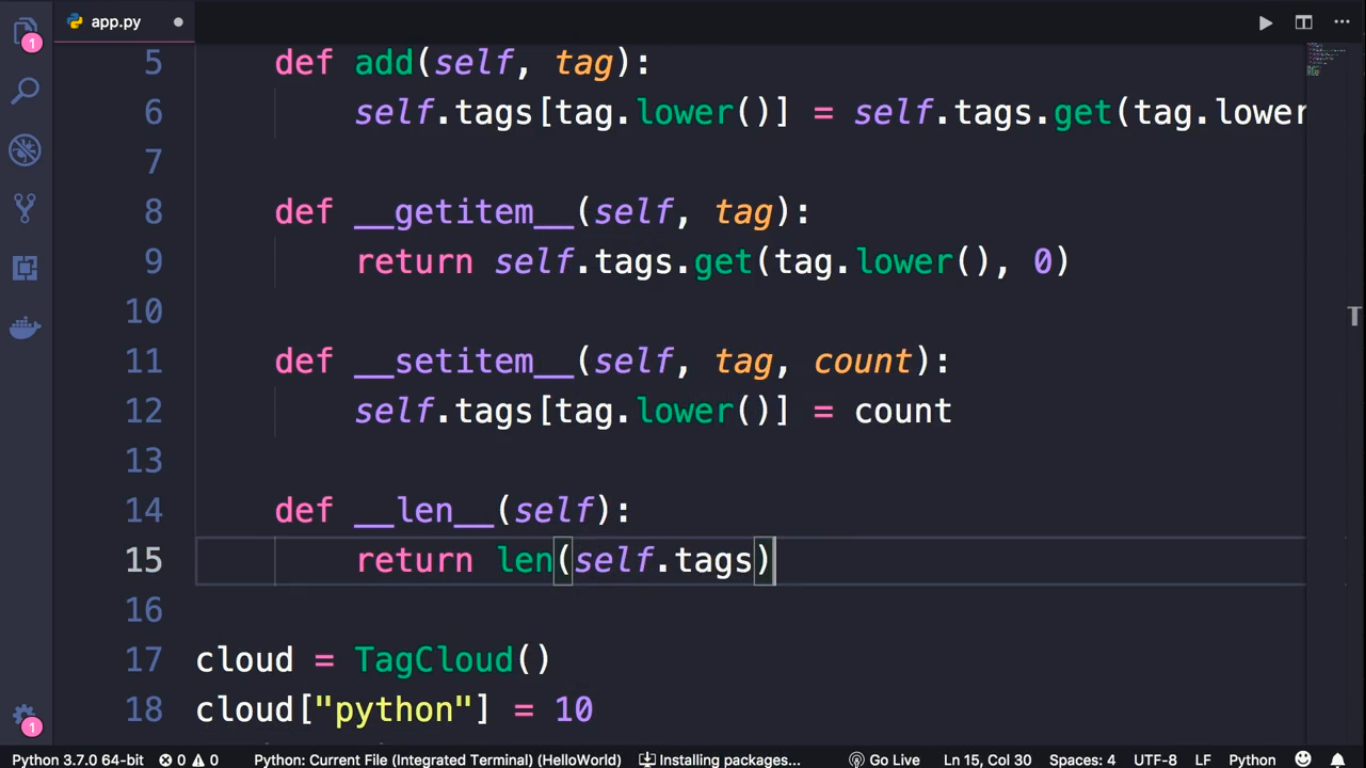 app.py
5 def add(self, tag):
6 self.tags[tag.lower()] = self.tags.get(tag.lower
7
8 def __getitem__(self, tag):
9 return self.tags.get(tag.lower(), 0)
10
11 def __setitem__(self, tag, count):
12 self.tags[tag.lower()] = count
13
14 def __len__(self):
15 return len(self.tags)
16
17 cloud = TagCloud()
18 cloud["python"] = 10
1
1
T
Python 3.7.0 64-bit 0 0 Python: Current File (Integrated Terminal) (HelloWorld) Installing packages... Go Live Ln 15, Col 30 Spaces: 4 UTF-8 LF Python